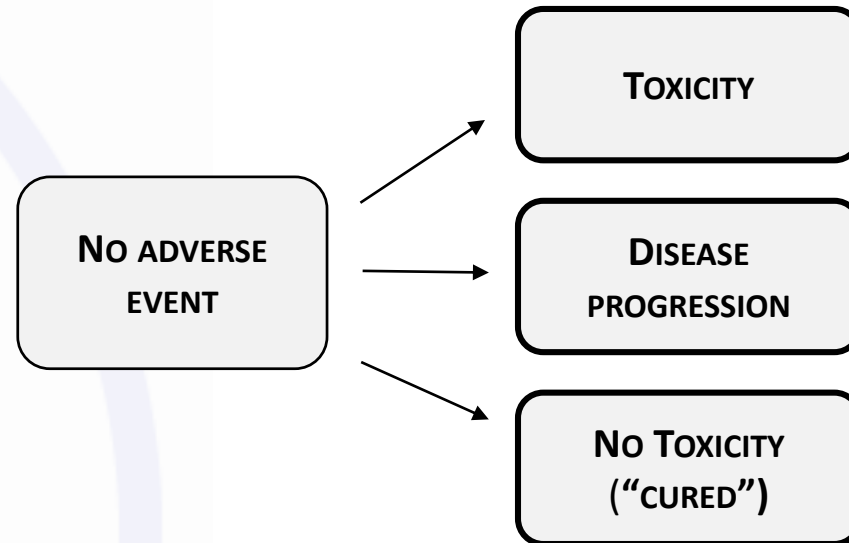 TOXICITY
NO ADVERSE
EVENT
DISEASE
PROGRESSION
NO TOXICITY
(“CURED”)